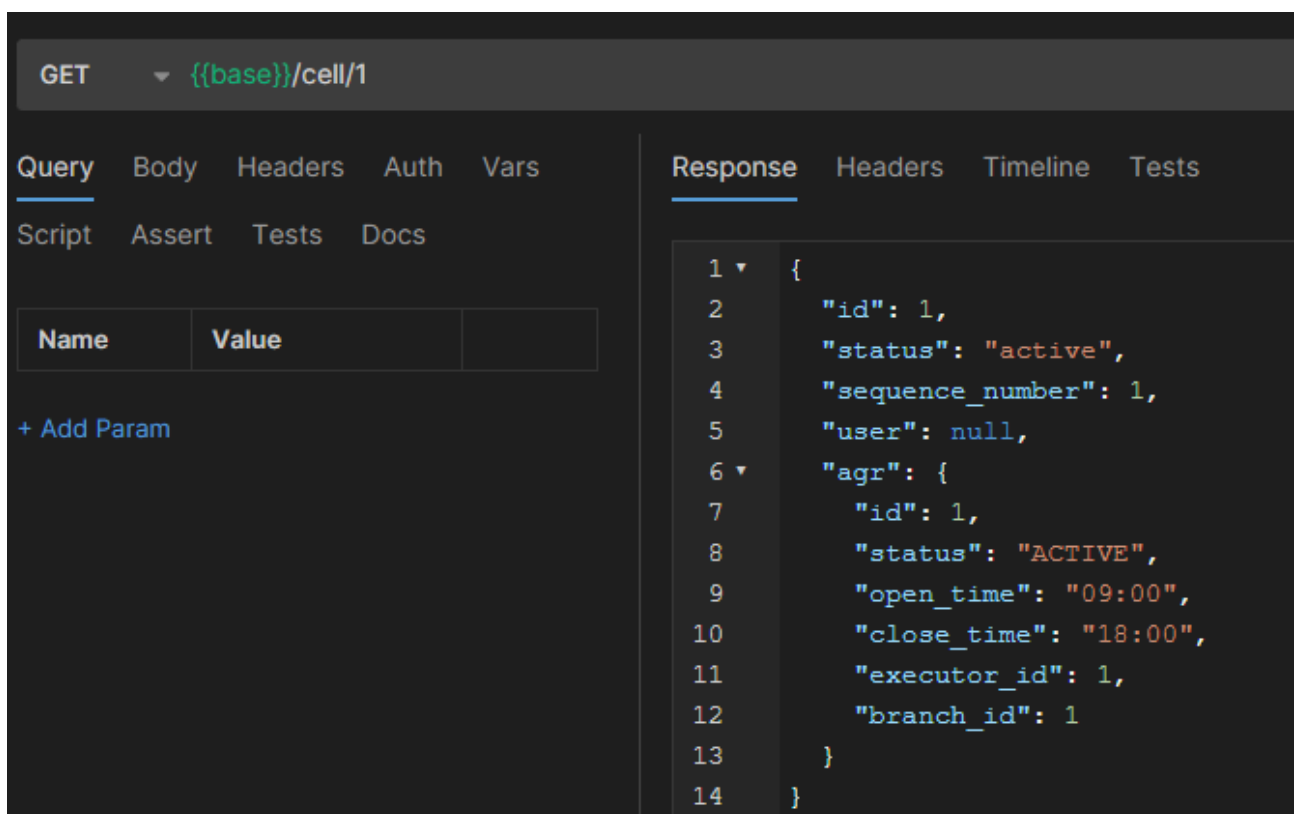 GET {{base}}/cell/1
Query Body Headers Auth Vars
Script Assert Tests Docs
Name Value
+ Add Param
Response Headers Timeline Tests
1 {
2 "id": 1,
3 "status": "active",
4 "sequence_number": 1,
5 "user": null,
6 "agr": {
7 "id": 1,
8 "status": "ACTIVE",
9 "open_time": "09:00",
10 "close_time": "18:00",
11 "executor_id": 1,
12 "branch_id": 1
13 }
14 }